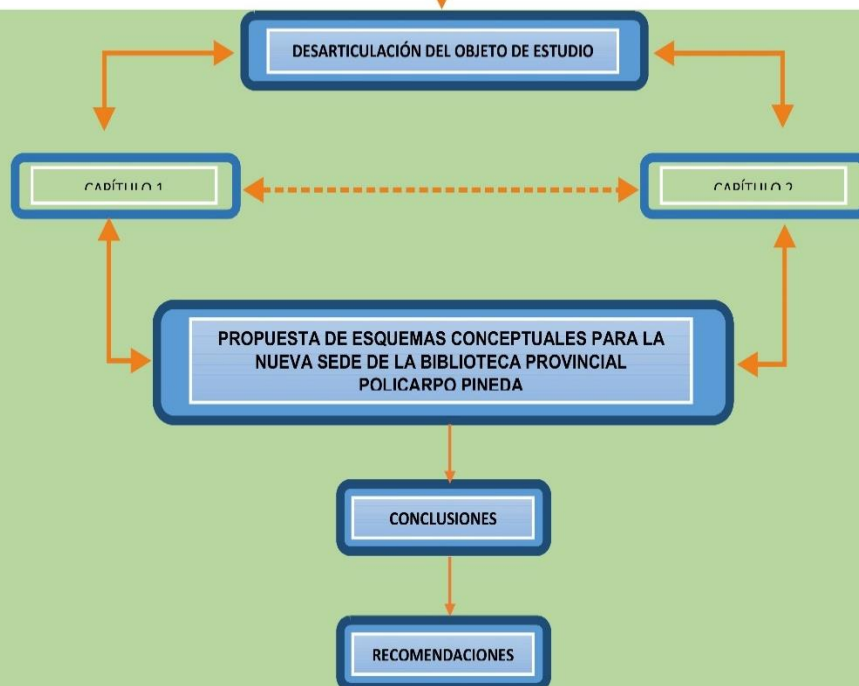 DESARTICULACIÓN DEL OBJETO DE ESTUDIO
CAPÍTULO 1
CAPÍTULO 2
PROPUESTA DE ESQUEMAS CONCEPTUALES PARA LA
NUEVA SEDE DE LA BIBLIOTECA PROVINCIAL
POLICARPO PINEDA
CONCLUSIONES
RECOMENDACIONES